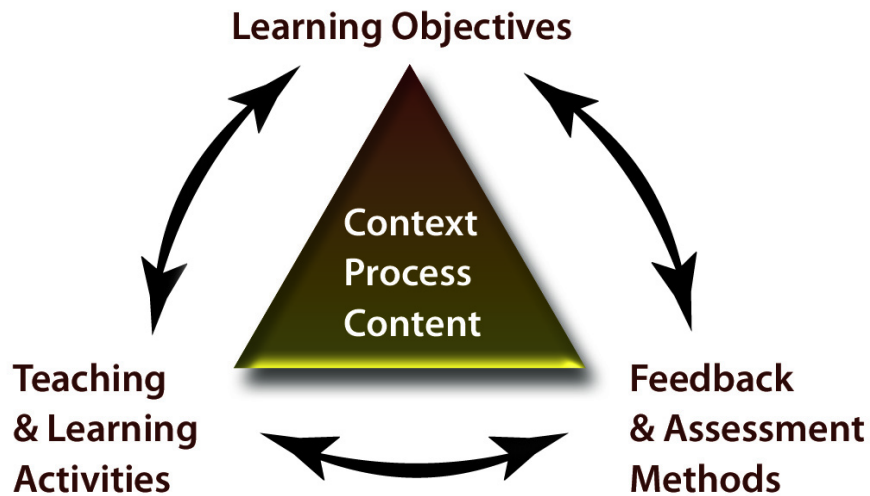 Learning Objectives
Context
Process
Content
Teaching
& Learning
Activities
Feedback
& Assessment
Methods